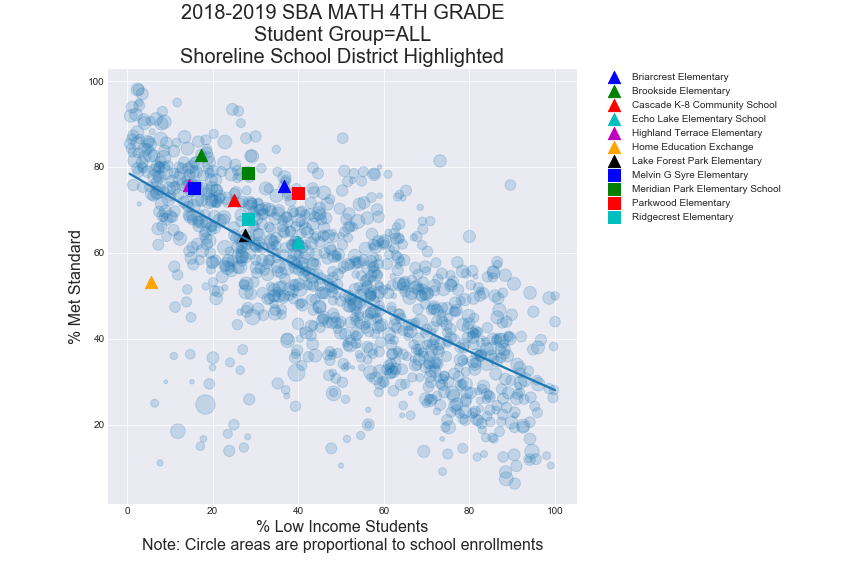 2018-2019 SBA MATH 4TH GRADE
Student Group=ALL
Shoreline School District Highlighted
100
80
60
40
20
% Met Standard
0
20
40
60
80
100
% Low Income Students
Note: Circle areas are proportional to school enrollments
Briarcrest Elementary
Brookside Elementary
Cascade K-8 Community School
Echo Lake Elementary School
Highland Terrace Elementary
Home Education Exchange
Lake Forest Park Elementary
Melvin G Syre Elementary
Meridian Park Elementary School
Parkwood Elementary
Ridgecrest Elementary